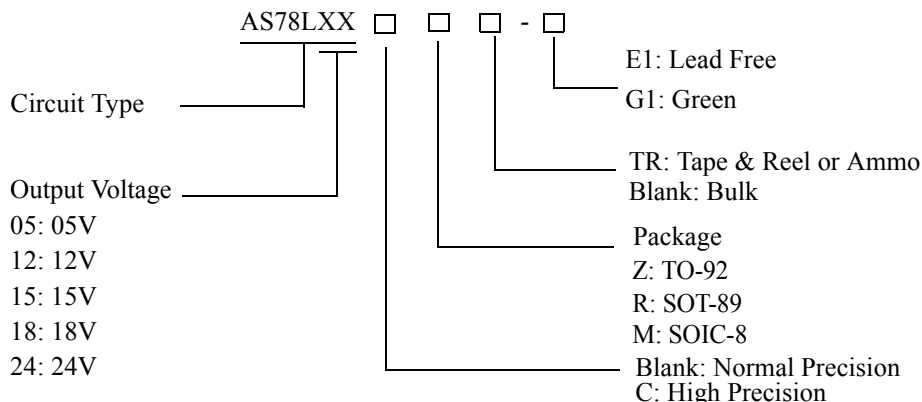 AS78LXX □ □ □ - □
E1: Lead Free
G1: Green
Circuit Type
TR: Tape & Reel or Ammo
Blank: Bulk
Output Voltage
05: 05V
12: 12V
15: 15V
18: 18V
24: 24V
Package
Z: TO-92
R: SOT-89
M: SOIC-8
Blank: Normal Precision
C: High Precision